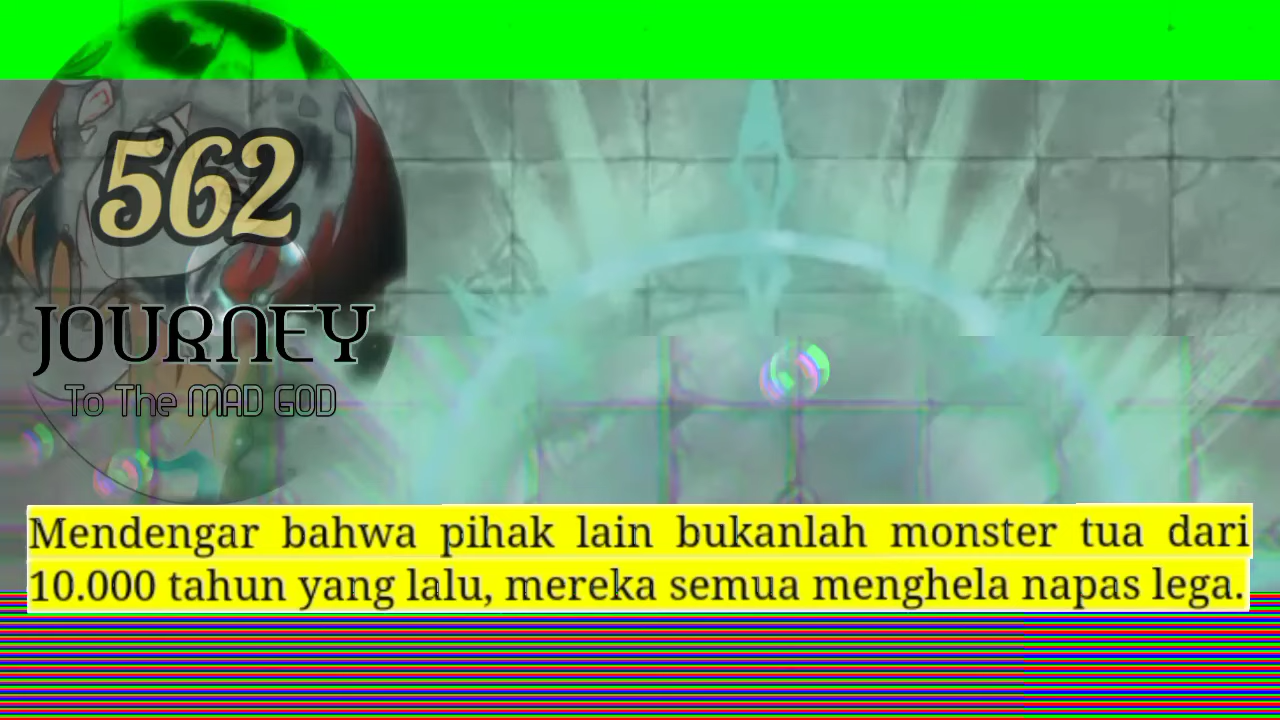 562
JOURNEY
To The MAD GOD
Mendengar bahwa pihak lain bukanlah monster tua dari
10.000 tahun yang lalu, mereka semua menghela napas lega.